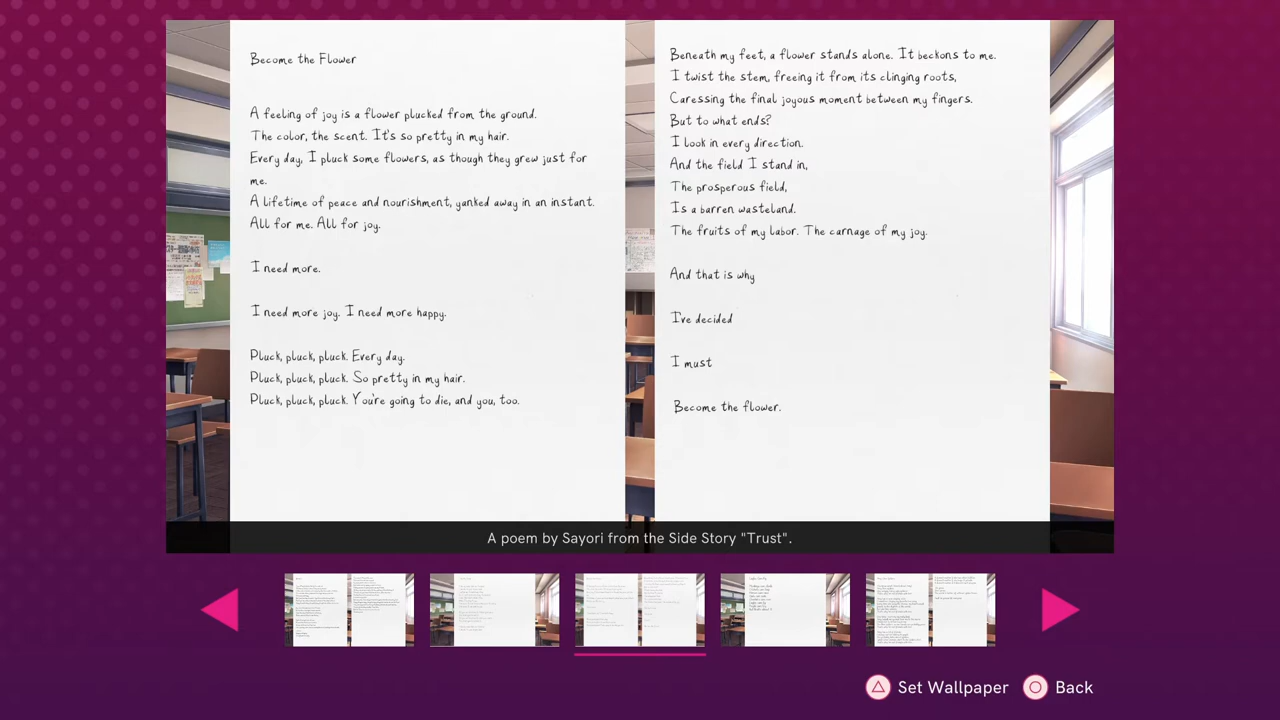 Become the Flower
A feeling of joy is a flower plucked from the ground.
The color, the scent. It's so pretty in my hair.
Every day, I pluck some flowers, as though they grew just for
me.
A lifetime of peace and nourishment, yanked away in an instant.
All for me. All for joy.
I need more.
I need more joy. I need more happy.
Pluck, pluck, pluck. Every day.
Pluck, pluck, pluck. So pretty in my hair.
Pluck, pluck, pluck. You're going to die, and you, too.
Beneath my feet, a flower stands alone. It beckons to me.
I twist the stem, freeing it from its clinging roots,
Caressing the final joyous moment between my fingers.
But to what ends?
I look in every direction.
And the field I stand in,
The prosperous field,
Is a barren wasteland.
The fruits of my labor. The carnage of my joy.
And that is why
I've decided
I must
Become the flower.
A poem by Sayori from the Side Story "Trust".
Set Wallpaper
Back